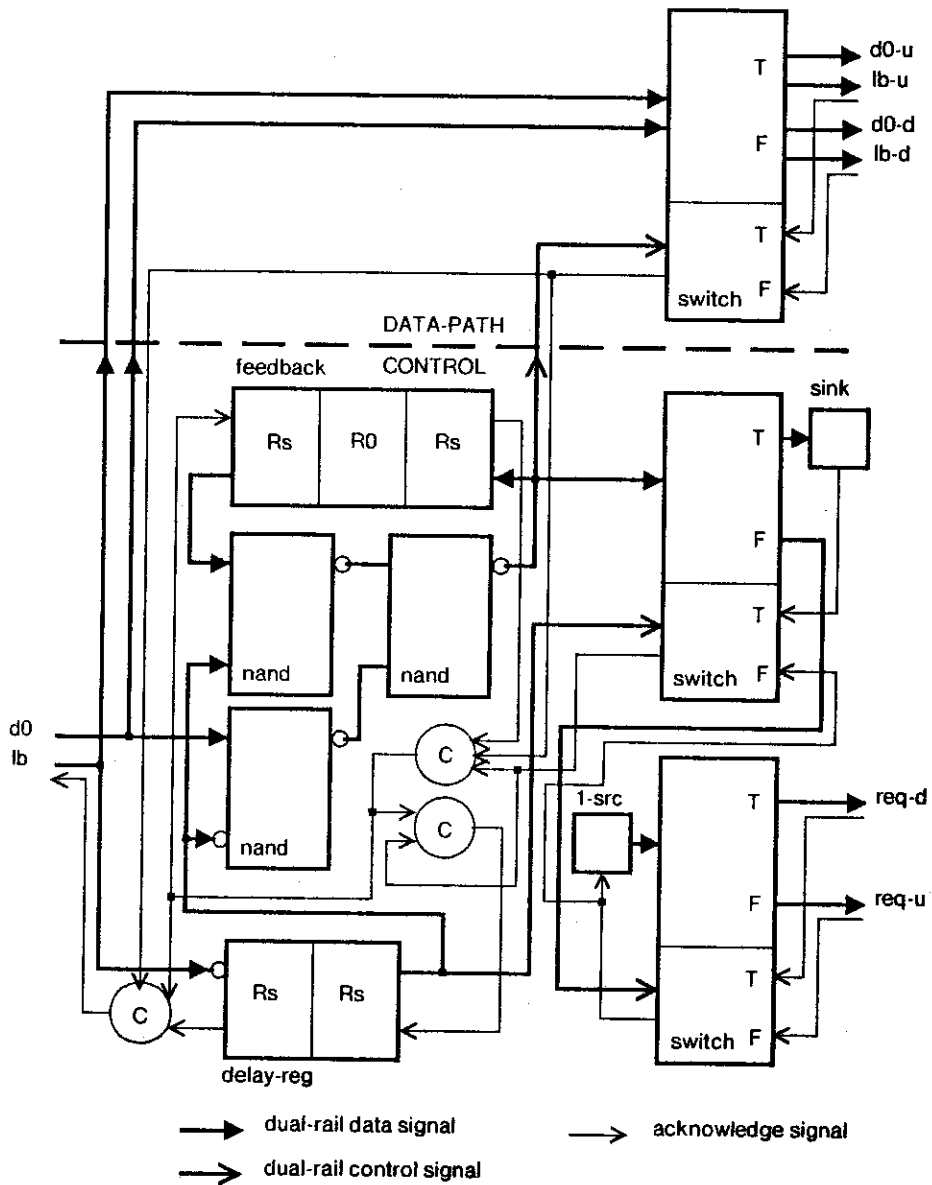 d0-u
lb-u
d0-d
lb-d
T
F
T
F
switch
DATA-PATH
CONTROL
feedback
Rs
R0
Rs
T
F
T
F
switch
sink
nand
nand
nand
d0
lb
C
C
C
1-src
T
F
T
F
switch
req-d
req-u
Rs
Rs
delay-reg
dual-rail data signal
dual-rail control signal
acknowledge signal